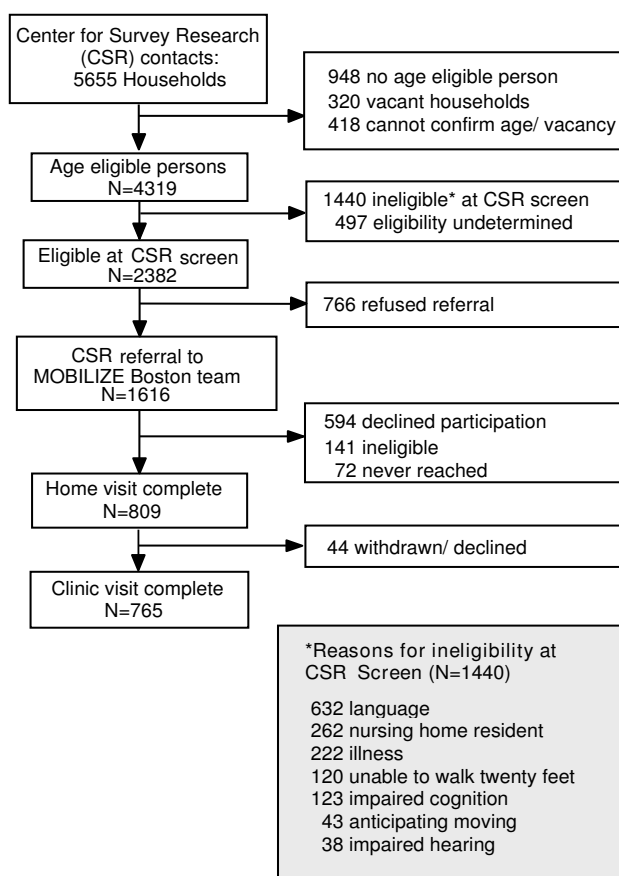 Center for Survey Research
(CSR) contacts:
5655 Households
948 no age eligible person
320 vacant households
418 cannot confirm age/ vacancy
Age eligible persons
N=4319
1440 ineligible* at CSR screen
497 eligibility undetermined
Eligible at CSR screen
N=2382
766 refused referral
CSR referral to
MOBILIZE Boston team
N=1616
594 declined participation
141 ineligible
72 never reached
Home visit complete
N=809
44 withdrawn/ declined
Clinic visit complete
N=765
*Reasons for ineligibility at
CSR Screen (N=1440)
632 language
262 nursing home resident
222 illness
120 unable to walk twenty feet
123 impaired cognition
43 anticipating moving
38 impaired hearing